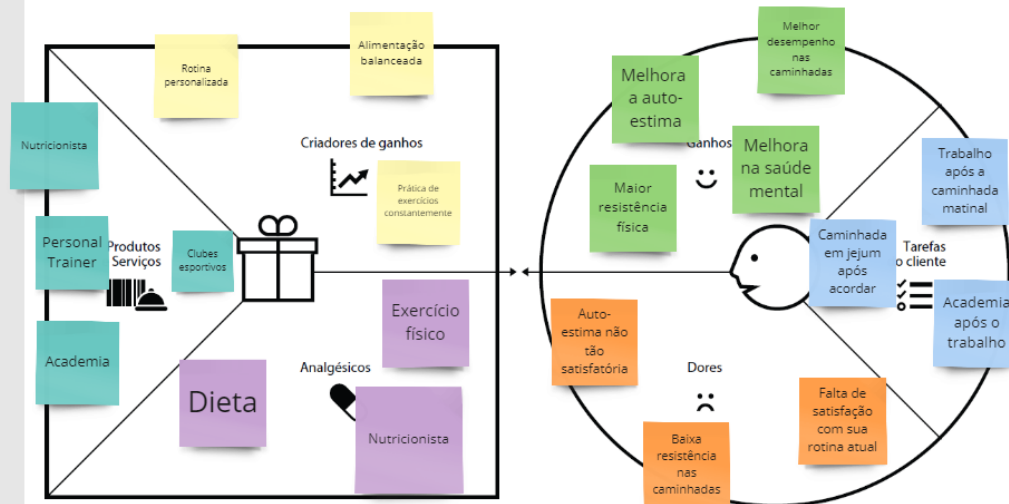 Rotina
personalizada
Alimentação
balanceada
Nutricionista
Criadores de ganhos
Prática de
exercícios
constantemente
Personal
Trainer
Produtos
Serviços
Clubes
esportivos
Academia
Exercício
físico
Analgésicos
Dieta
Nutricionista
Melhor
desempenho
nas
caminhadas
Melhora
a auto-
estima
Ganhos
Melhora
na saúde
mental
Maior
resistência
física
Trabalho
após a
caminhada
matinal
Caminhada
em jejum
após
acordar
Tarefas
o cliente
Academia
após o
trabalho
Auto-
estima não
tão
satisfatória
Dores
Falta de
satisfação
com sua
rotina atual
Baixa
resistência
nas
caminhadas